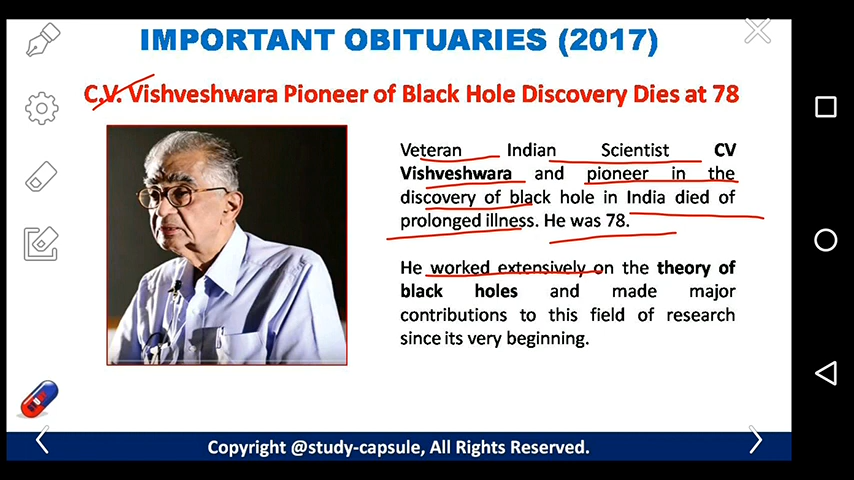 IMPORTANT OBITUARIES (2017)
C.V. Vishveshwara Pioneer of Black Hole Discovery Dies at 78
Veteran Indian Scientist CV
Vishveshwara and pioneer in the
discovery of black hole in India died of
prolonged illness. He was 78.
He worked extensively on the theory of
black holes and made major
contributions to this field of research
since its very beginning.
Copyright @study-capsule, All Rights Reserved.